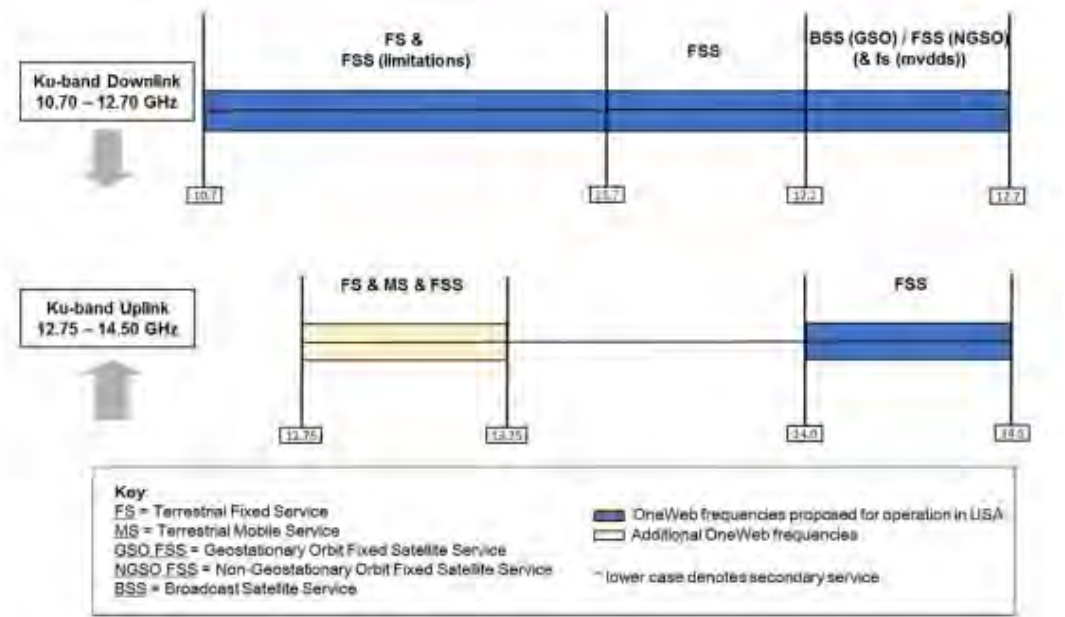 FS &
FSS (limitations)
FSS
BSS (GSO) / FSS (NGSO)
(& fs (mvdds))
Ku-band Downlink
10.70 – 12.70 GHz
10.7
11.7
12.2
12.7
FS & MS & FSS
FSS
Ku-band Uplink
12.75 – 14.50 GHz
12.75
13.25
14.0
14.5
Key:
FS = Terrestrial Fixed Service
MS = Terrestrial Mobile Service
GSO FSS = Geostationary Orbit Fixed Satellite Service
NGSO FSS = Non-Geostationary Orbit Fixed Satellite Service
BSS = Broadcast Satellite Service
OneWeb frequencies proposed for operation in USA
Additional OneWeb frequencies
~ lower case denotes secondary service